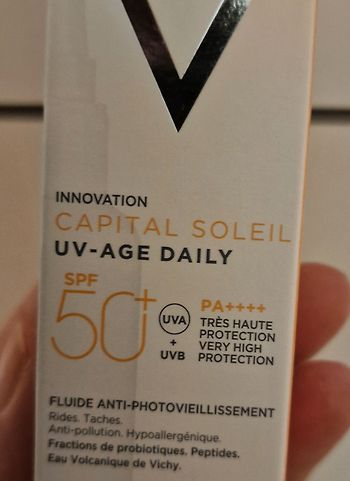 INNOVATION
CAPITAL SOLEIL
UV-AGE DAILY
SPF
50+
UVA
+
UVB
PA++++
TRÈS HAUTE
PROTECTION
VERY HIGH
PROTECTION
FLUIDE ANTI-PHOTOVIEILLISSEMENT
Rides. Taches.
Anti-pollution. Hypoallergénique.
Fractions de probiotiques. Peptides.
Eau Volcanique de Vichy.